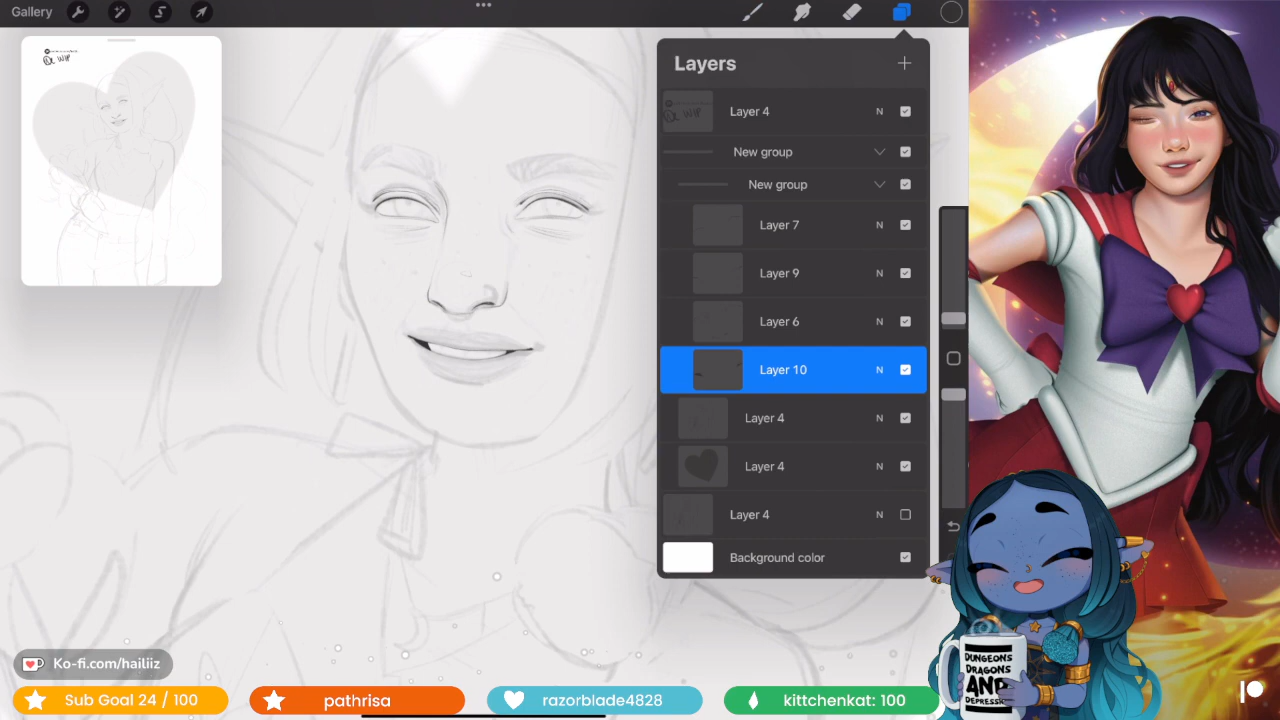 Gallery
Layers
Layer 4
N
New group
New group
Layer 7
N
Layer 9
N
Layer 6
N
Layer 10
N
Layer 4
N
Layer 4
N
Layer 4
N
Background color
WIP
DUNGEONS
DRAGONS
AND
DEPRESSION
Ko-fi.com/hailiiz
Sub Goal 24 / 100
pathrisa
razorblade4828
kittchenkat: 100